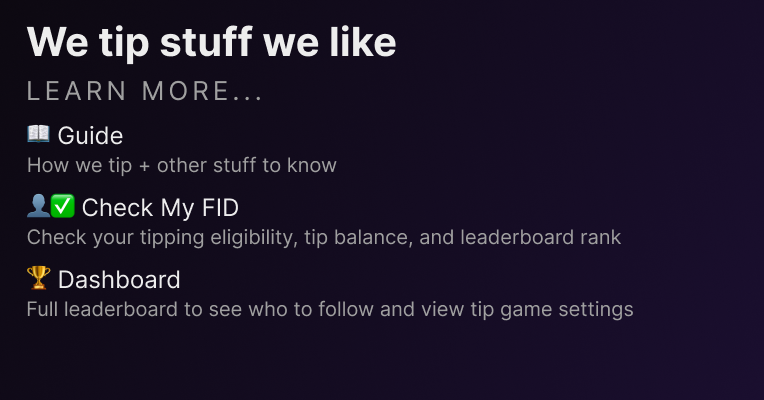 We tip stuff we like
LEARN MORE...
📖 Guide
How we tip + other stuff to know
👤✅ Check My FID
Check your tipping eligibility, tip balance, and leaderboard rank
🏆 Dashboard
Full leaderboard to see who to follow and view tip game settings